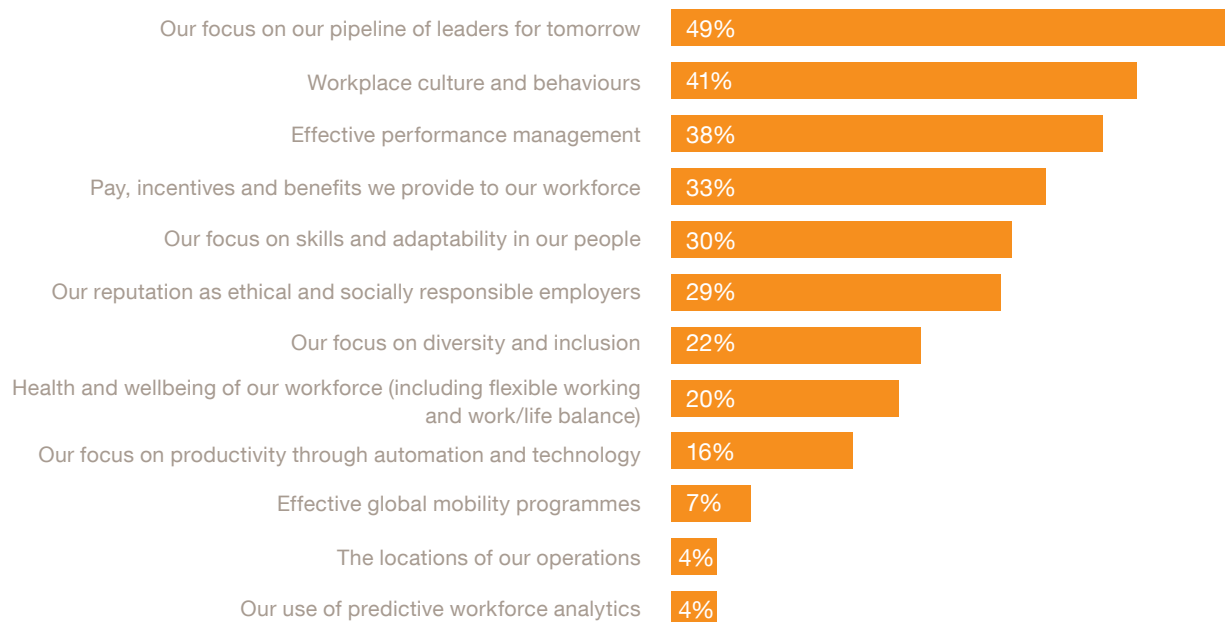 Our focus on our pipeline of leaders for tomorrow 49%
Workplace culture and behaviours 41%
Effective performance management 38%
Pay, incentives and benefits we provide to our workforce 33%
Our focus on skills and adaptability in our people 30%
Our reputation as ethical and socially responsible employers 29%
Our focus on diversity and inclusion 22%
Health and wellbeing of our workforce (including flexible working
and work/life balance) 20%
Our focus on productivity through automation and technology 16%
Effective global mobility programmes 7%
The locations of our operations 4%
Our use of predictive workforce analytics 4%